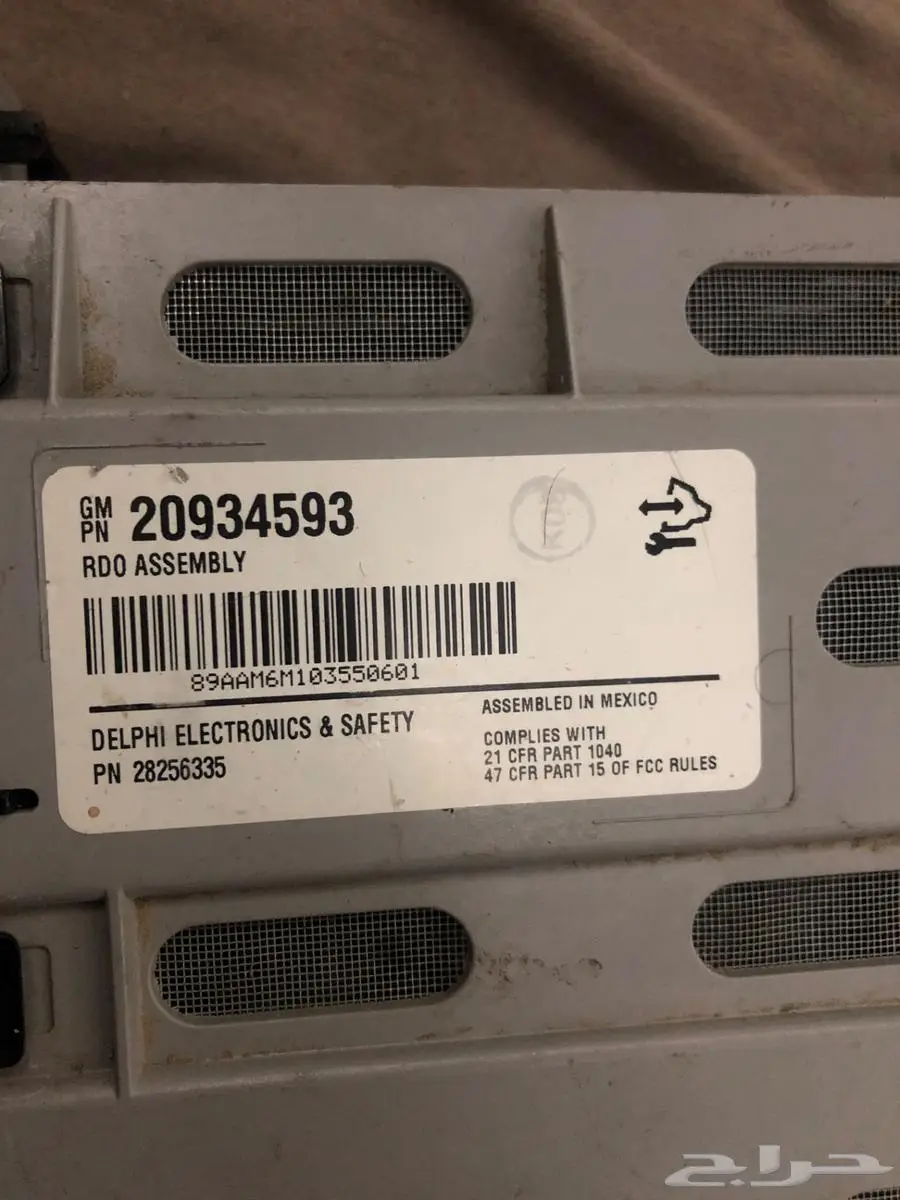 GM
PN 20934593
RDO ASSEMBLY
89AAM6M103550601
DELPHI ELECTRONICS & SAFETY
PN 28256335
ASSEMBLED IN MEXICO
COMPLIES WITH
21 CFR PART 1040
47 CFR PART 15 OF FCC RULES
حراج